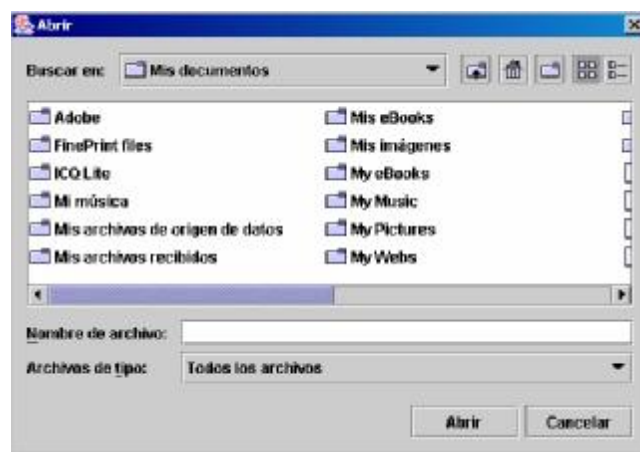 Abrir
Buscar en: Mis documentos
Adobe
FinePrint files
ICQ Lite
Mi música
Mis archivos de origen de datos
Mis archivos recibidos
Mis eBooks
Mis imágenes
My eBooks
My Music
My Pictures
My Webs
Nombre de archivo:
Archivos de tipo: Todos los archivos
Abrir Cancelar